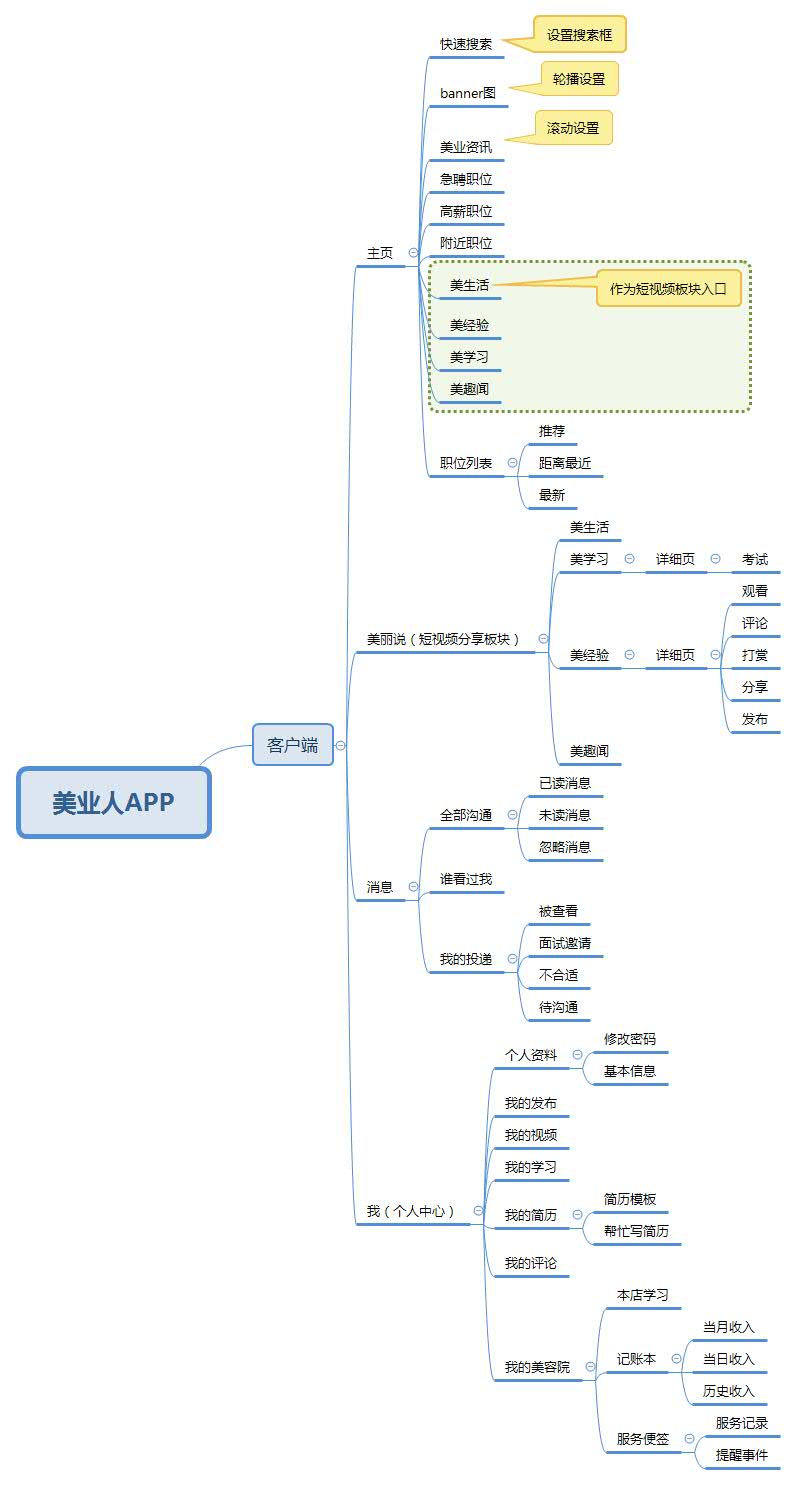 快速搜索
设置搜索框
banner图
轮播设置
美业资讯
滚动设置
急聘职位
高薪职位
附近职位
主页
美生活
作为短视频板块入口
美经验
美学习
美趣闻
职位列表
推荐
距离最近
最新
美丽说（短视频分享板块）
美生活
美学习
详细页
考试
美经验
详细页
观看
评论
打赏
分享
发布
美趣闻
客户端
美业人APP
消息
全部沟通
已读消息
未读消息
忽略消息
谁看过我
我的投递
被查看
面试邀请
不合适
待沟通
我（个人中心）
个人资料
修改密码
基本信息
我的发布
我的视频
我的学习
我的简历
简历模板
帮忙写简历
我的评论
我的美容院
本店学习
记账本
当月收入
当日收入
历史收入
服务便签
服务记录
提醒事件